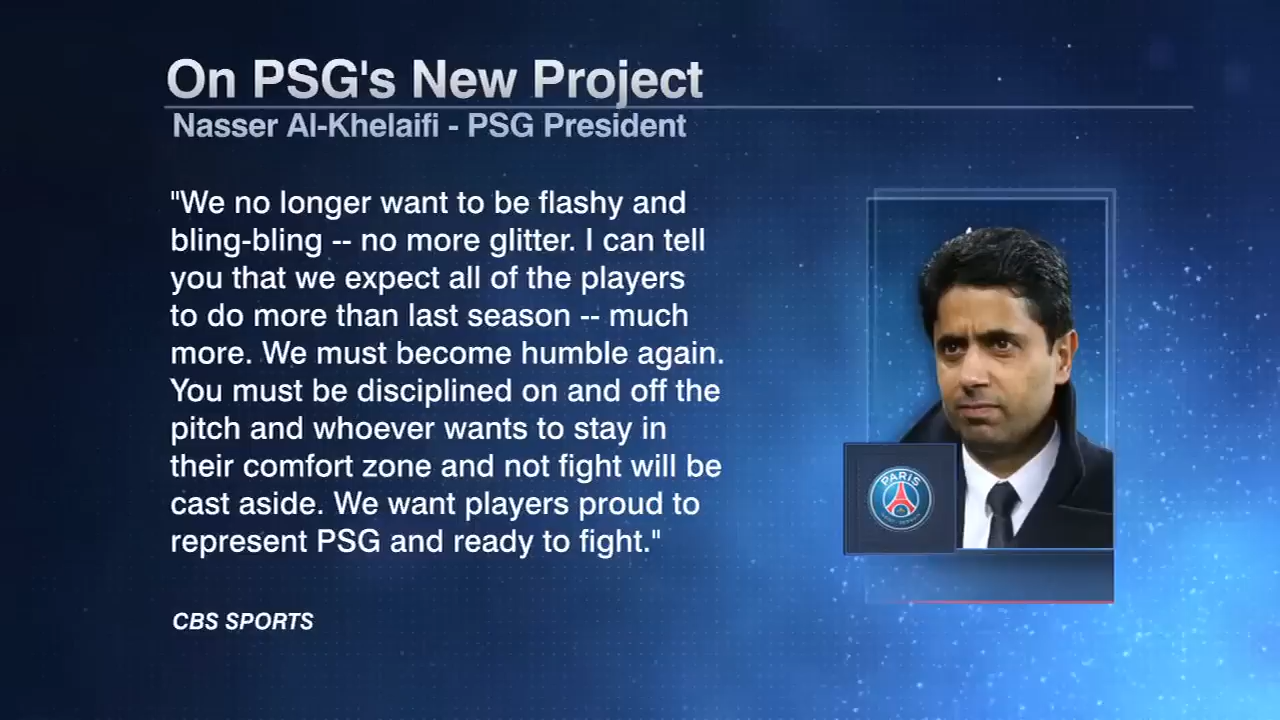 On PSG's New Project
Nasser Al-Khelaifi - PSG President
"We no longer want to be flashy and
bling-bling -- no more glitter. I can tell
you that we expect all of the players
to do more than last season -- much
more. We must become humble again.
You must be disciplined on and off the
pitch and whoever wants to stay in
their comfort zone and not fight will be
cast aside. We want players proud to
represent PSG and ready to fight."
PARIS
CBS SPORTS